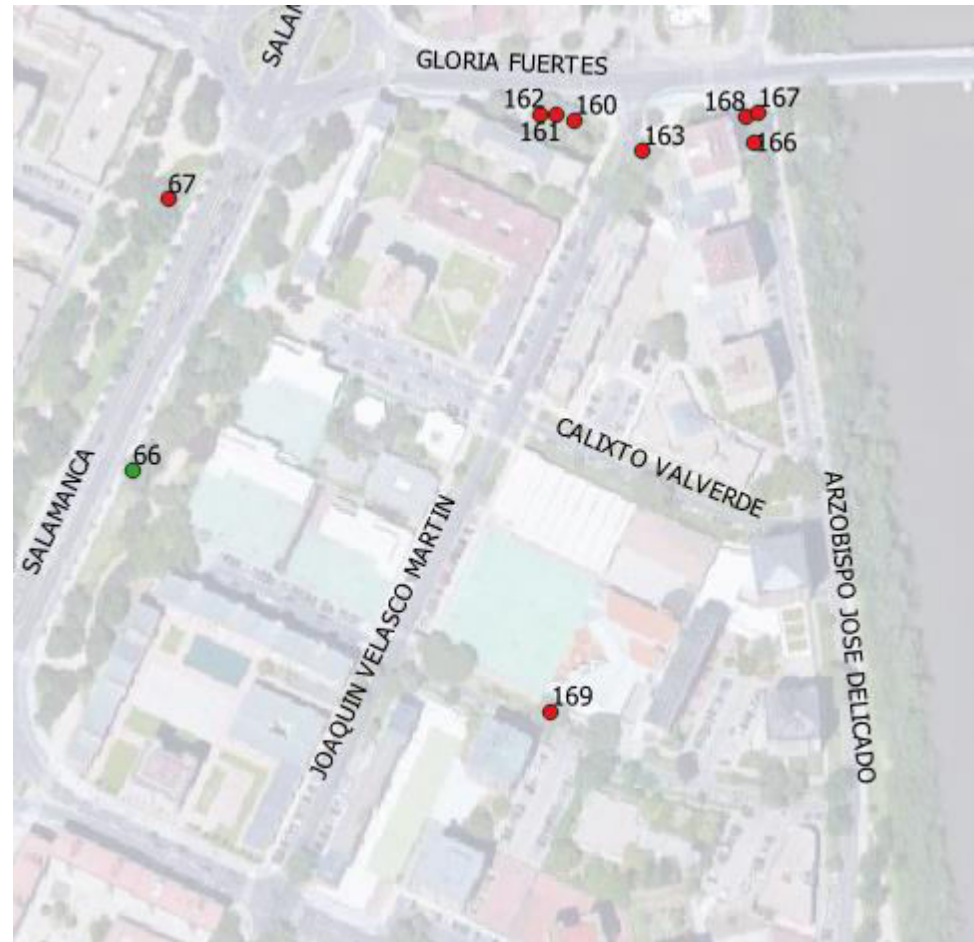 SALAM
GLORIA FUERTES
162
160
161
163
168
167
166
67
66
SALAMANCA
CALIXTO VALVERDE
JOAQUIN VELASCO MARTIN
ARZOBISPO JOSE DELICADO
169